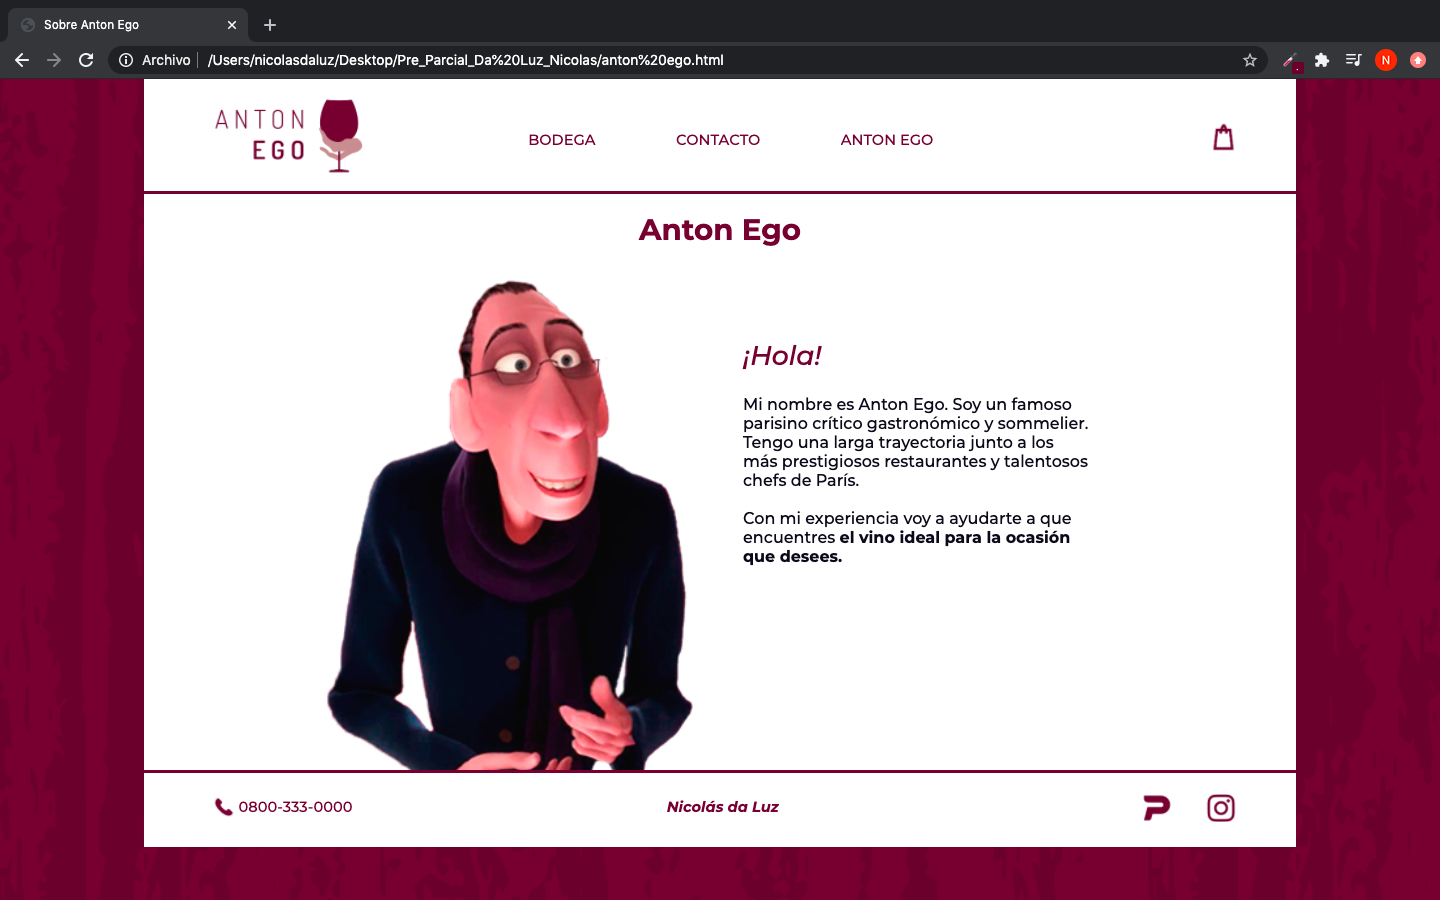 Sobre Anton Ego
Archivo
/Users/nicolasdaluz/Desktop/Pre_Parcial_Da%20Luz_Nicolas/anton%20ego.html
N
ANTON
EGO
BODEGA
CONTACTO
ANTON EGO
Anton Ego
¡Hola!
Mi nombre es Anton Ego. Soy un famoso
parisino crítico gastronómico y sommelier.
Tengo una larga trayectoria junto a los
más prestigiosos restaurantes y talentosos
chefs de París.
Con mi experiencia voy a ayudarte a que
encuentres el vino ideal para la ocasión
que desees.
0800-333-0000
Nicolás da Luz